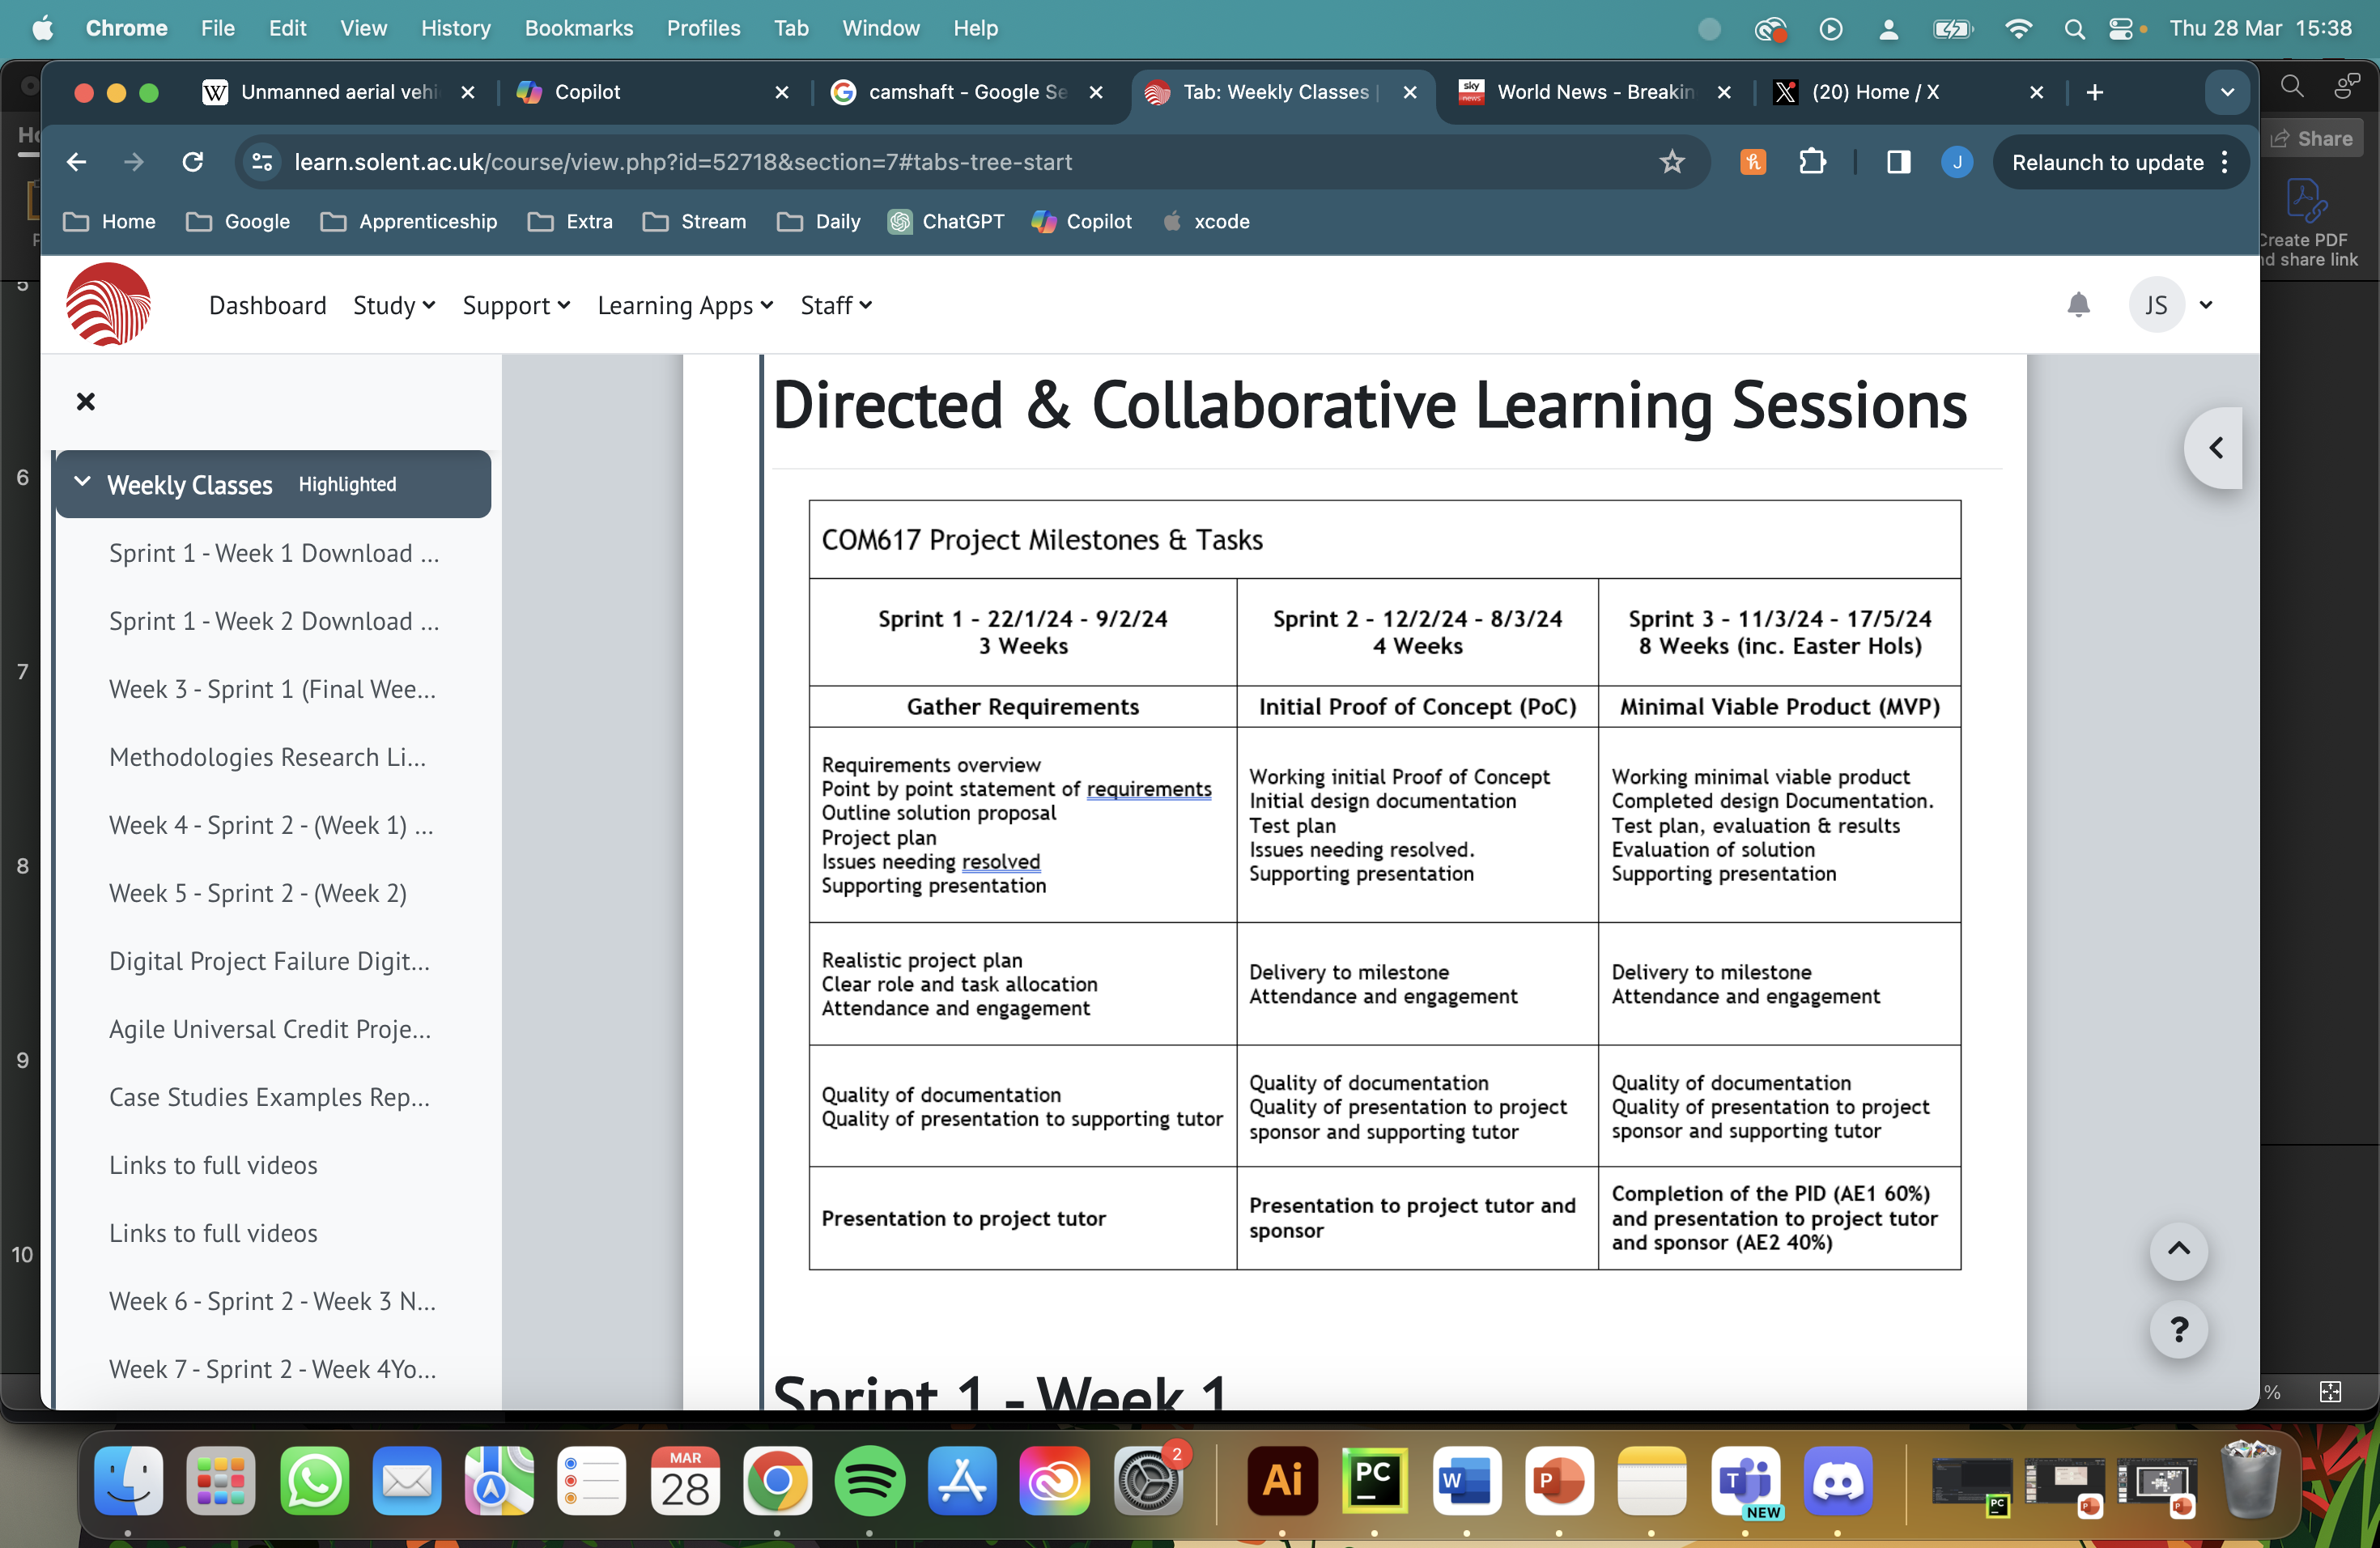 Chrome File Edit View History Bookmarks Profiles Tab Window Help Thu 28 Mar 15:38
Unmanned aerial vehi Copilot camshaft - Google Se Tab: Weekly Classes | World News - Breakin (20) Home / X
learn.solent.ac.uk/course/view.php?id=52718&section=7#tabs-tree-start J Relaunch to update
Home Google Apprenticeship Extra Stream Daily ChatGPT Copilot xcode
Share
Create PDF
nd share link
Dashboard Study Support Learning Apps Staff JS
Weekly Classes Highlighted
Sprint 1 - Week 1 Download ...
Sprint 1 - Week 2 Download ...
Week 3 - Sprint 1 (Final Wee...
Methodologies Research Li...
Week 4 - Sprint 2 - (Week 1) ...
Week 5 - Sprint 2 - (Week 2)
Digital Project Failure Digit...
Agile Universal Credit Proje...
Case Studies Examples Rep...
Links to full videos
Links to full videos
Week 6 - Sprint 2 - Week 3 N...
Week 7 - Sprint 2 - Week 4Yo...
5
6
7
8
9
10
Directed & Collaborative Learning Sessions
COM617 Project Milestones & Tasks
Sprint 1 - 22/1/24 - 9/2/24
3 Weeks
Sprint 2 - 12/2/24 - 8/3/24
4 Weeks
Sprint 3 - 11/3/24 - 17/5/24
8 Weeks (inc. Easter Hols)
Gather Requirements
Initial Proof of Concept (PoC)
Minimal Viable Product (MVP)
Requirements overview
Point by point statement of requirements
Outline solution proposal
Project plan
Issues needing resolved
Supporting presentation
Working initial Proof of Concept
Initial design documentation
Test plan
Issues needing resolved.
Supporting presentation
Working minimal viable product
Completed design Documentation.
Test plan, evaluation & results
Evaluation of solution
Supporting presentation
Realistic project plan
Clear role and task allocation
Attendance and engagement
Delivery to milestone
Attendance and engagement
Delivery to milestone
Attendance and engagement
Quality of documentation
Quality of presentation to supporting tutor
Quality of documentation
Quality of presentation to project
sponsor and supporting tutor
Quality of documentation
Quality of presentation to project
sponsor and supporting tutor
Presentation to project tutor
Presentation to project tutor and
sponsor
Completion of the PID (AE1 60%)
and presentation to project tutor
and sponsor (AE2 40%)
Sprint 1 - Week 1
%
MAR
28
2
Ai
PC
W
P
T
NEW